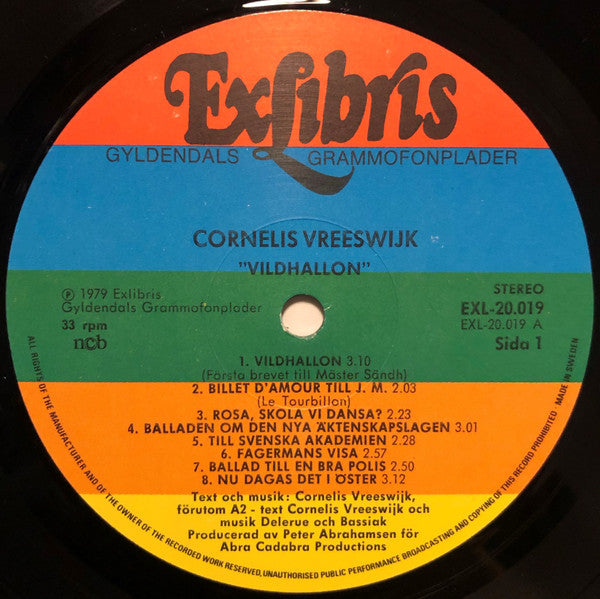 ExLibris
GYLDENDALS GRAMMOFONPLADER
CORNELIS VREESWIJK
"VILDHALLON"
℗ 1979 Exlibris
Gyldendals Grammofonplader
33 rpm
ncb
STEREO
EXL-20.019
EXL-20.019 A
Sida 1
1. VILDHALLON 3.10
(Första brevet till Mäster Sändh)
2. BILLET D'AMOUR TILL J. M. 2.03
(Le Tourbillon)
3. ROSA, SKOLA VI DANSA? 2.23
4. BALLADEN OM DEN NYA ÄKTENSKAPSLAGEN 3.01
5. TILL SVENSKA AKADEMIEN 2.28
6. FAGERMANS VISA 2.57
7. BALLAD TILL EN BRA POLIS 2.50
8. NU DAGAS DET I ÖSTER 3.12
Text och musik: Cornelis Vreeswijk,
förutom A2 - text Cornelis Vreeswijk och
musik Delerue och Bassiak
Producerad av Peter Abrahamsen för
Abra Cadabra Productions
ALL RIGHTS OF THE MANUFACTURER AND OF THE OWNER OF THE RECORDED WORK RESERVED, UNAUTHORISED PUBLIC PERFORMANCE BROADCASTING AND COPYING OF THIS RECORD PROHIBITED MADE IN SWEDEN